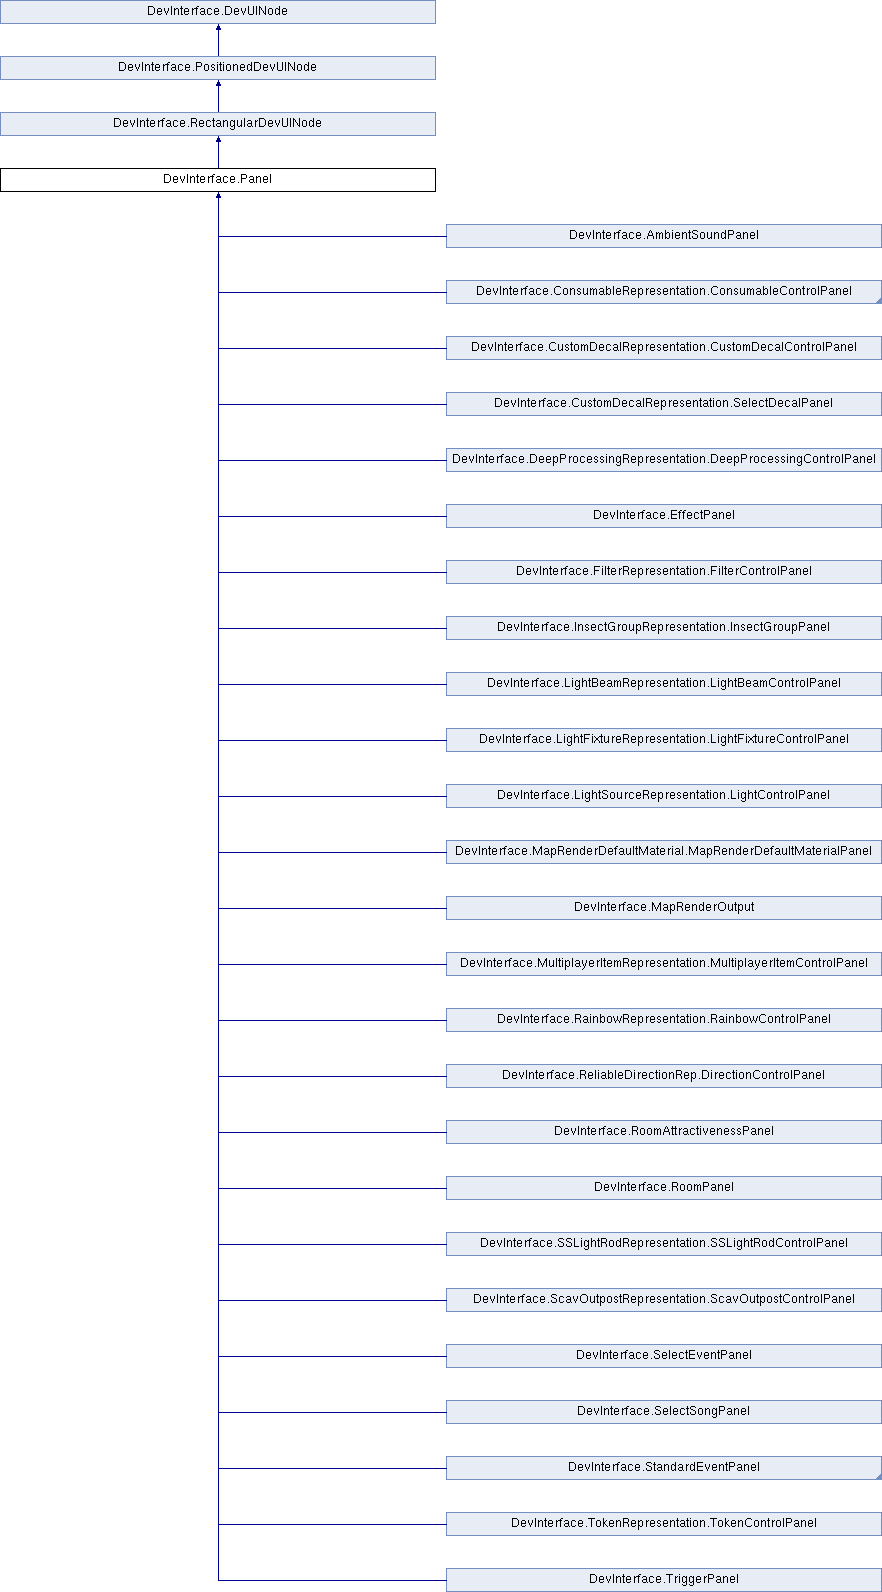 DevInterface.DevUINode
DevInterface.PositionedDevUINode
DevInterface.RectangularDevUINode
DevInterface.Panel
DevInterface.AmbientSoundPanel
DevInterface.ConsumableRepresentation.ConsumableControlPanel
DevInterface.CustomDecalRepresentation.CustomDecalControlPanel
DevInterface.CustomDecalRepresentation.SelectDecalPanel
DevInterface.DeepProcessingRepresentation.DeepProcessingControlPanel
DevInterface.EffectPanel
DevInterface.FilterRepresentation.FilterControlPanel
DevInterface.InsectGroupRepresentation.InsectGroupPanel
DevInterface.LightBeamRepresentation.LightBeamControlPanel
DevInterface.LightFixtureRepresentation.LightFixtureControlPanel
DevInterface.LightSourceRepresentation.LightControlPanel
DevInterface.MapRenderDefaultMaterial.MapRenderDefaultMaterialPanel
DevInterface.MapRenderOutput
DevInterface.MultiplayerItemRepresentation.MultiplayerItemControlPanel
DevInterface.RainbowRepresentation.RainbowControlPanel
DevInterface.ReliableDirectionRep.DirectionControlPanel
DevInterface.RoomAttractivenessPanel
DevInterface.RoomPanel
DevInterface.SSLightRodRepresentation.SSLightRodControlPanel
DevInterface.ScavOutpostRepresentation.ScavOutpostControlPanel
DevInterface.SelectEventPanel
DevInterface.SelectSongPanel
DevInterface.StandardEventPanel
DevInterface.TokenRepresentation.TokenControlPanel
DevInterface.TriggerPanel